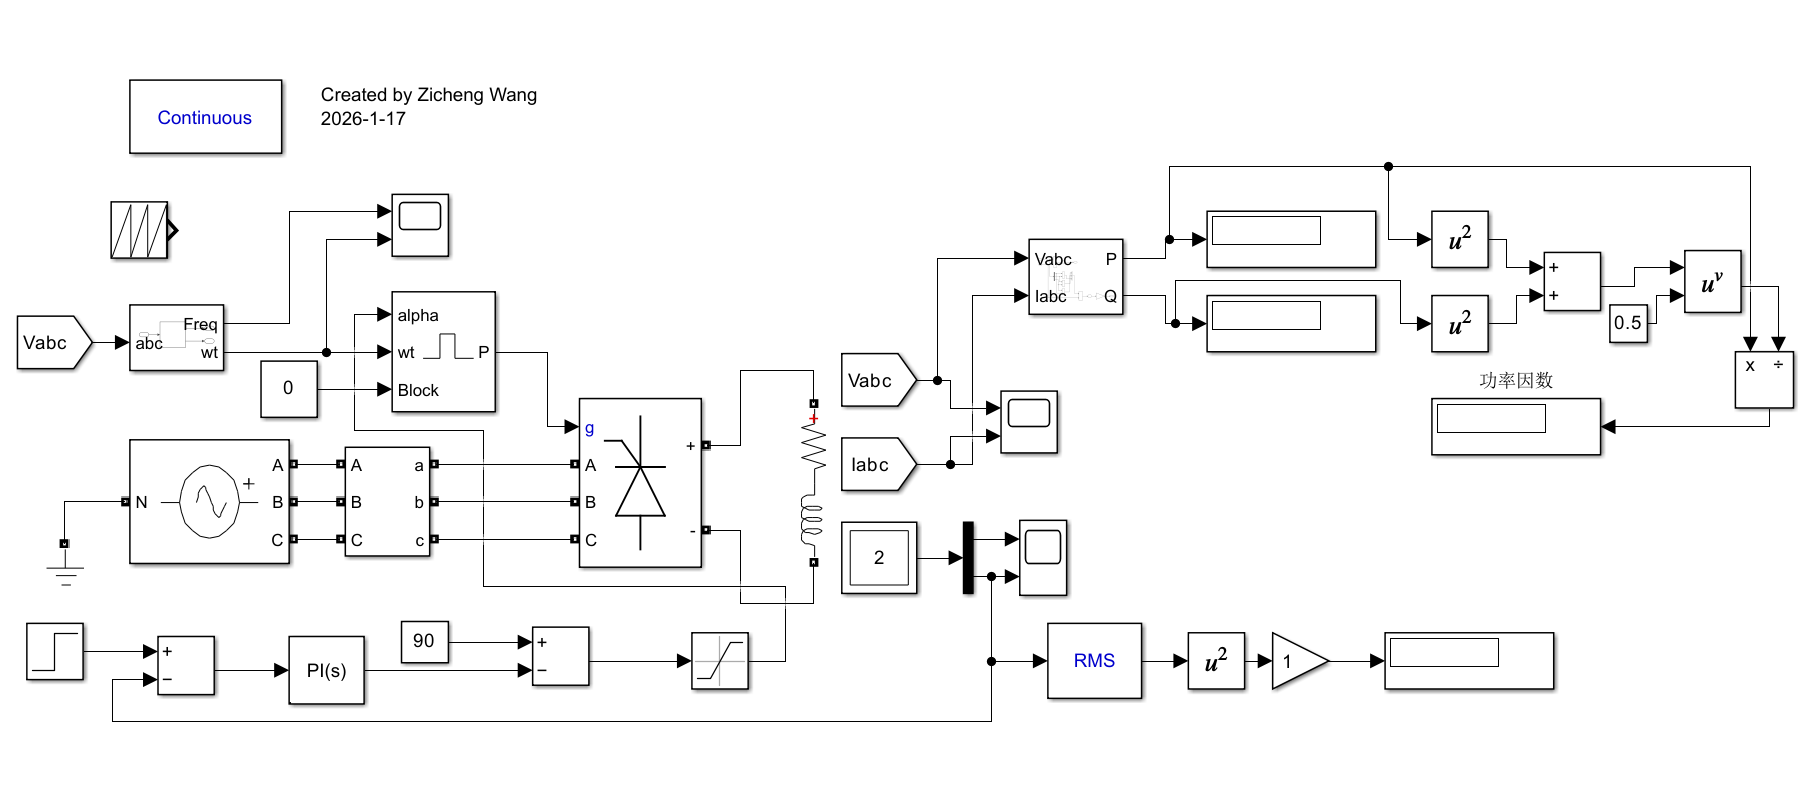 Continuous
Created by Zicheng Wang
2026-1-17
Vabc
abc
Freq
wt
alpha
wt
P
Block
0
g
A
B
C
+
-
+
N
+
A
B
C
A
B
C
a
b
c
+
−
PI(s)
90
+
−
Vabc
Iabc
Vabc
Iabc
P
Q
u²
u²
+
+
0.5
uᵛ
x ÷
功率因数
2
RMS
u²
1